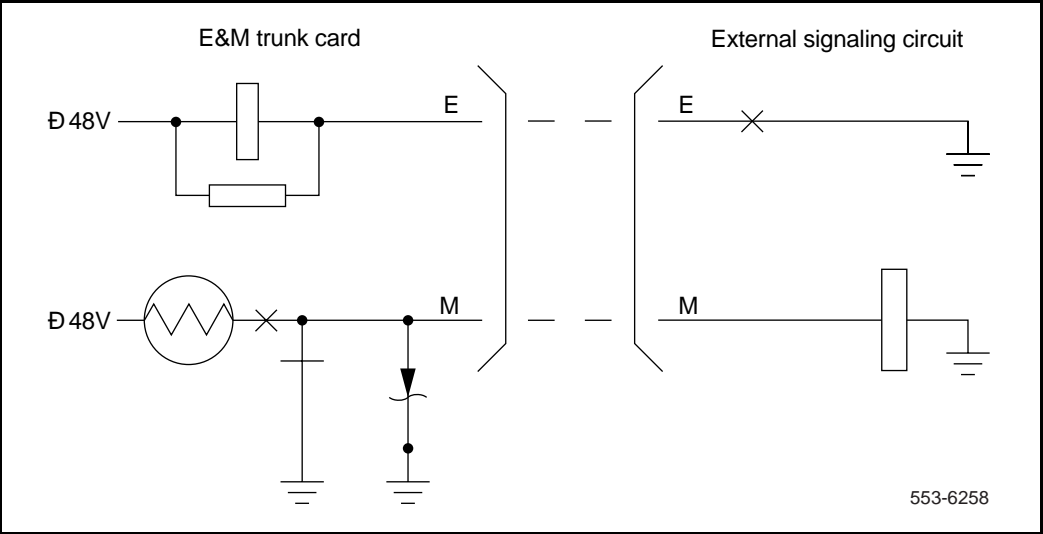 E&M trunk card
External signaling circuit
Ð 48V
E
E
Ð 48V
M
M
553-6258